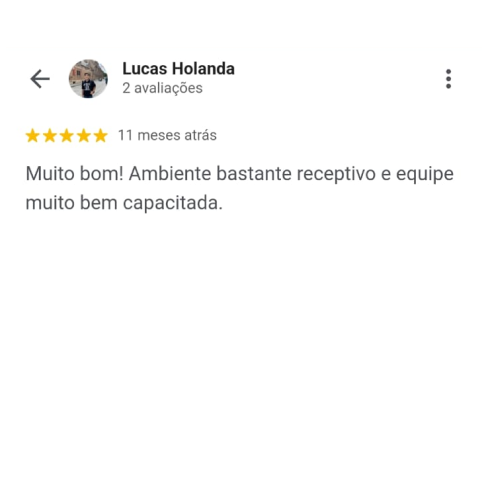 Lucas Holanda
2 avaliações
11 meses atrás
Muito bom! Ambiente bastante receptivo e equipe
muito bem capacitada.